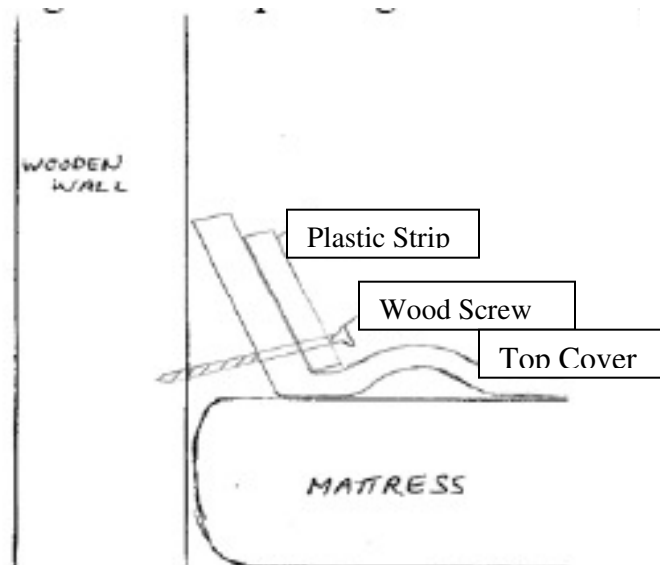 WOODEN
WALL
Plastic Strip
Wood Screw
Top Cover
MATTRESS